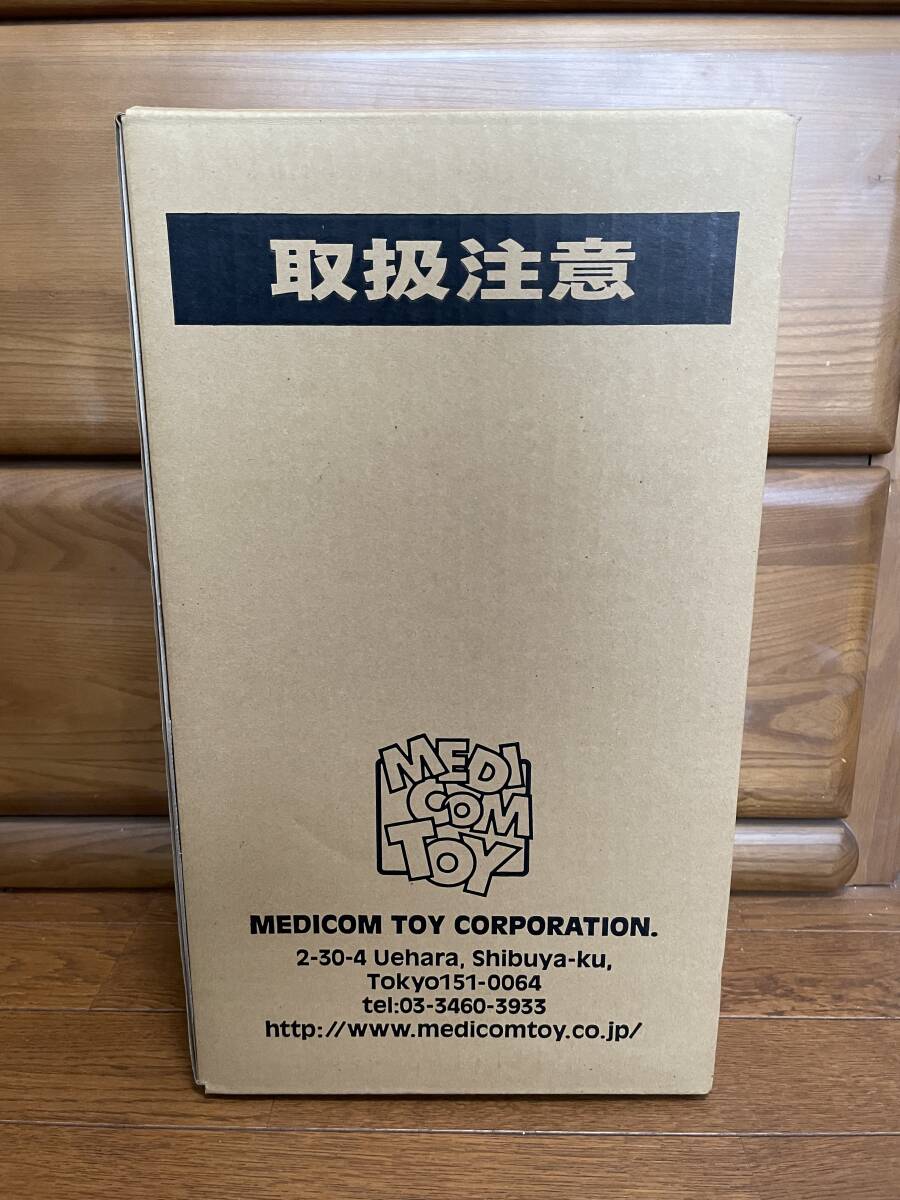 取扱注意
MEDI
COM
TOY
MEDICOM TOY CORPORATION.
2-30-4 Uehara, Shibuya-ku,
Tokyo151-0064
tel:03-3460-3933
http://www.medicomtoy.co.jp/